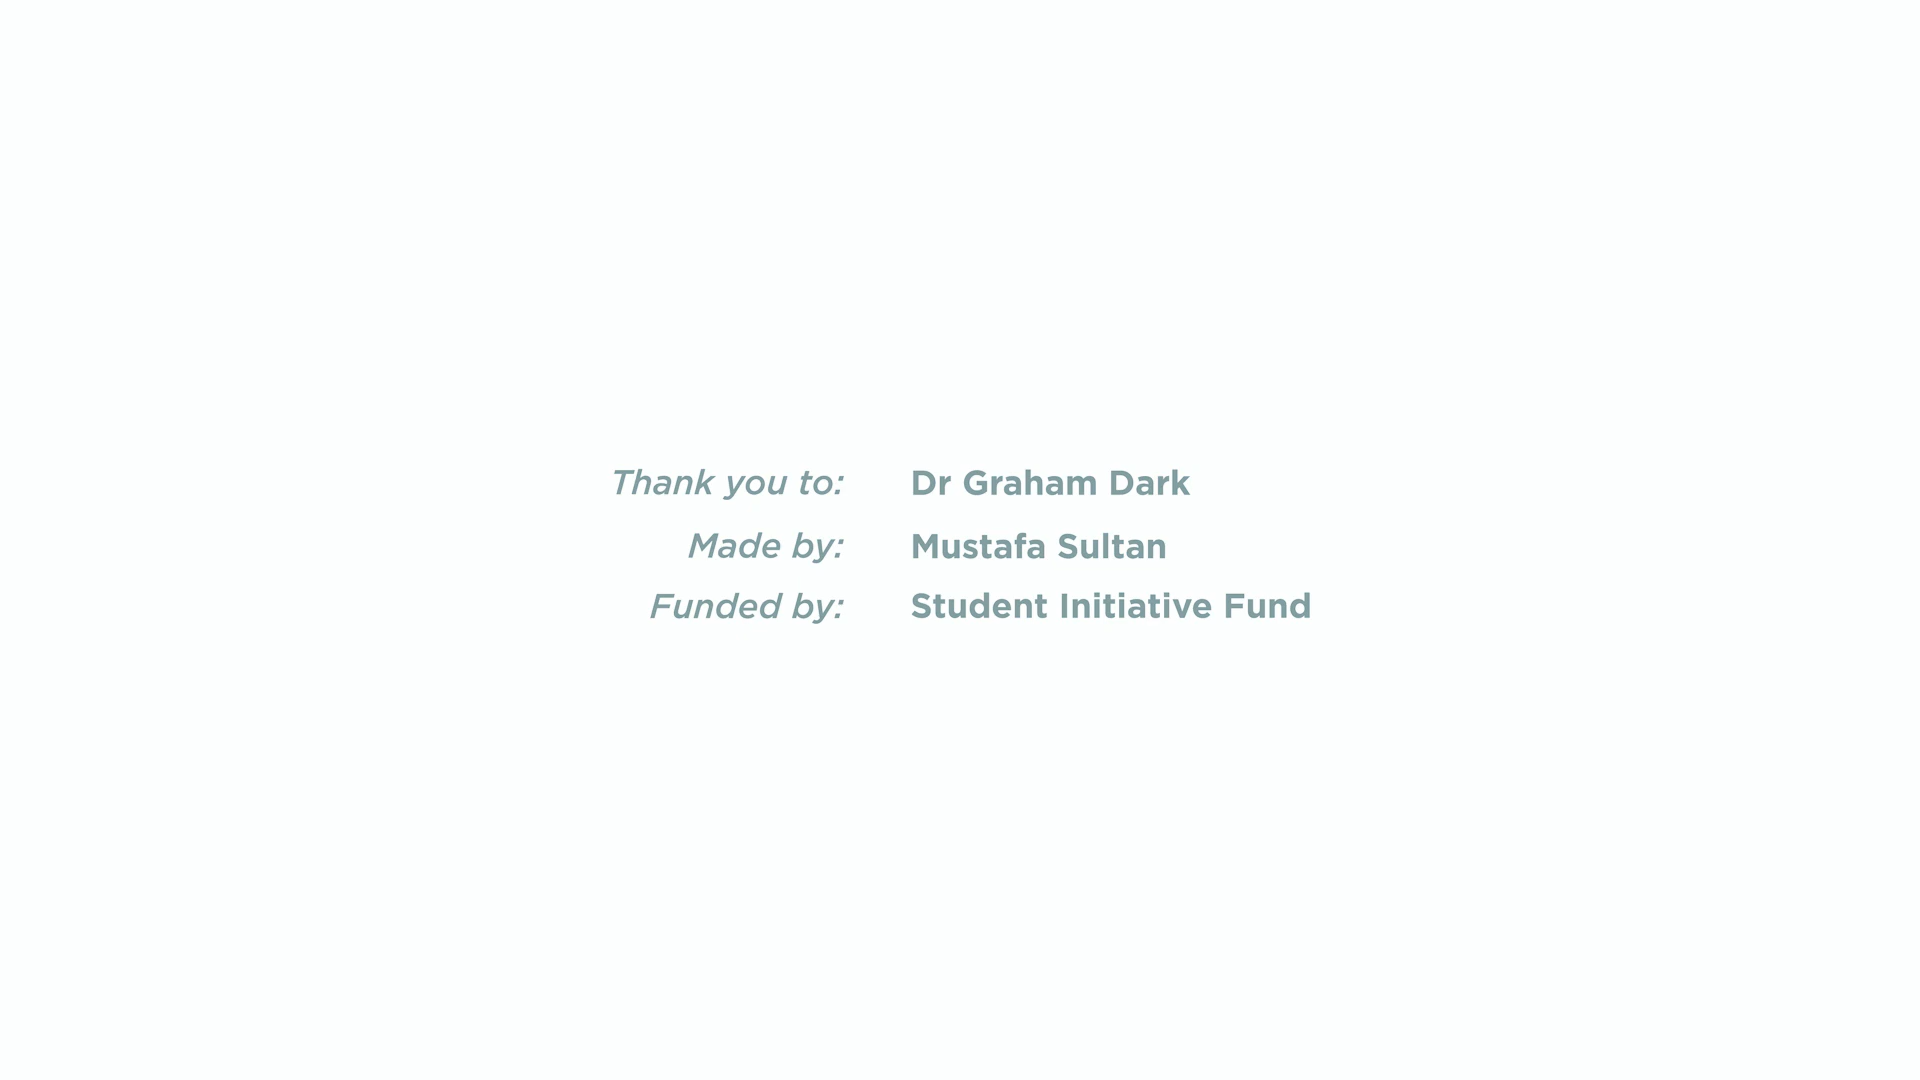 Thank you to: Dr Graham Dark
Made by: Mustafa Sultan
Funded by: Student Initiative Fund